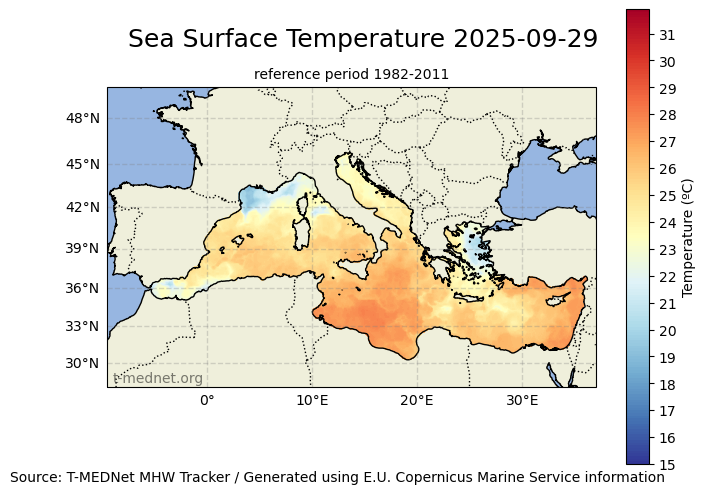 Sea Surface Temperature 2025-09-29
reference period 1982-2011
48°N
45°N
42°N
39°N
36°N
33°N
30°N
0°
10°E
20°E
30°E
t-mednet.org
31
30
29
28
27
26
25
24
23
22
21
20
19
18
17
16
15
Temperature (ºC)
Source: T-MEDNet MHW Tracker / Generated using E.U. Copernicus Marine Service information